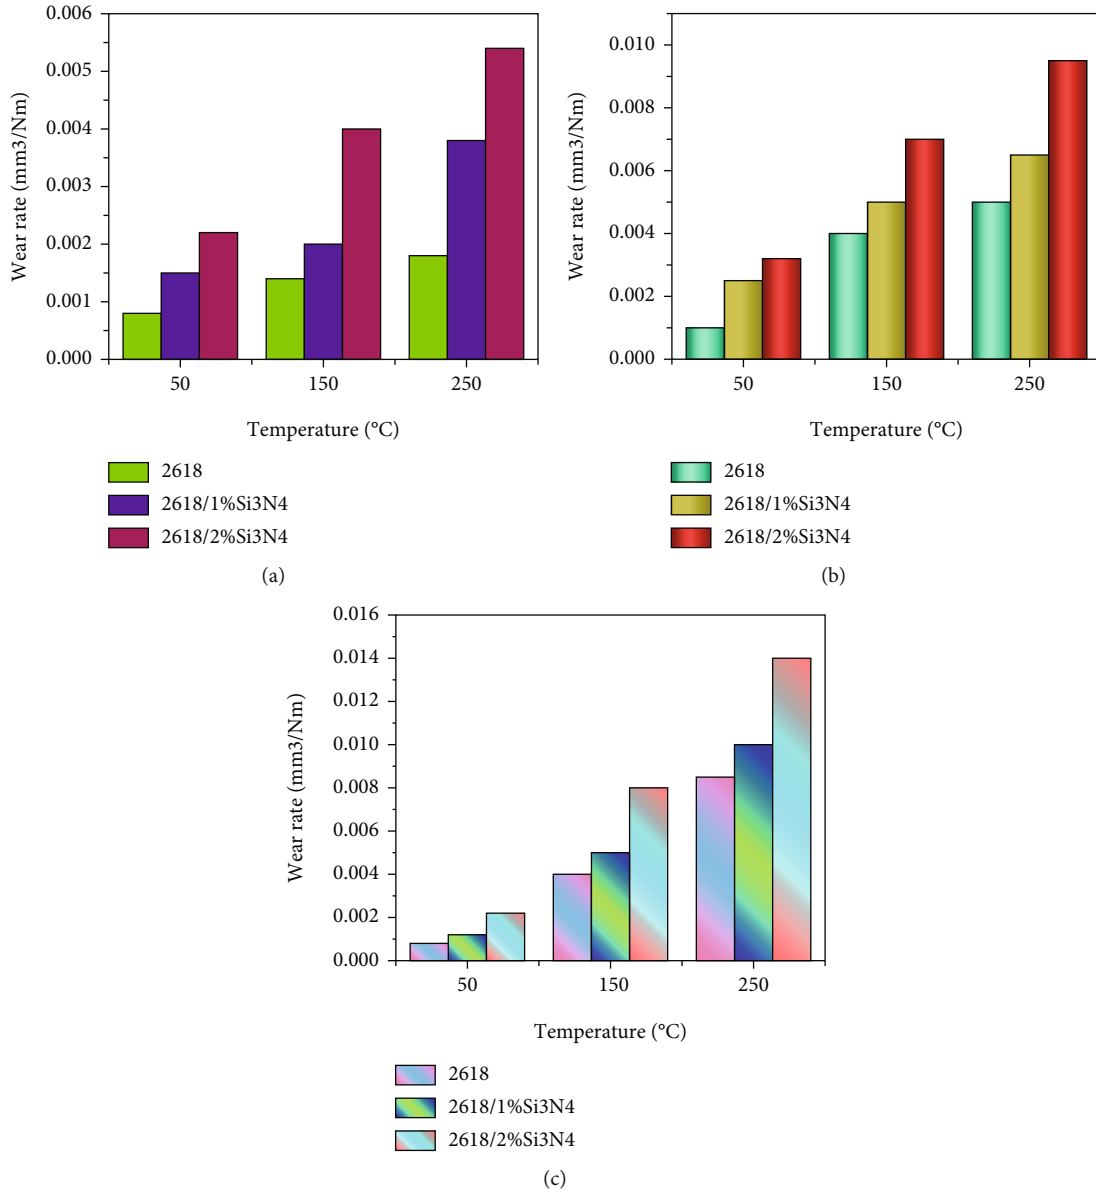 0.006
0.005
0.004
0.003
0.002
0.001
0.000
Wear rate (mm3/Nm)
50 150 250
Temperature (°C)
2618
2618/1%Si3N4
2618/2%Si3N4
(a)
0.010
0.008
0.006
0.004
0.002
0.000
Wear rate (mm3/Nm)
50 150 250
Temperature (°C)
2618
2618/1%Si3N4
2618/2%Si3N4
(b)
0.016
0.014
0.012
0.010
0.008
0.006
0.004
0.002
0.000
Wear rate (mm3/Nm)
50 150 250
Temperature (°C)
2618
2618/1%Si3N4
2618/2%Si3N4
(c)